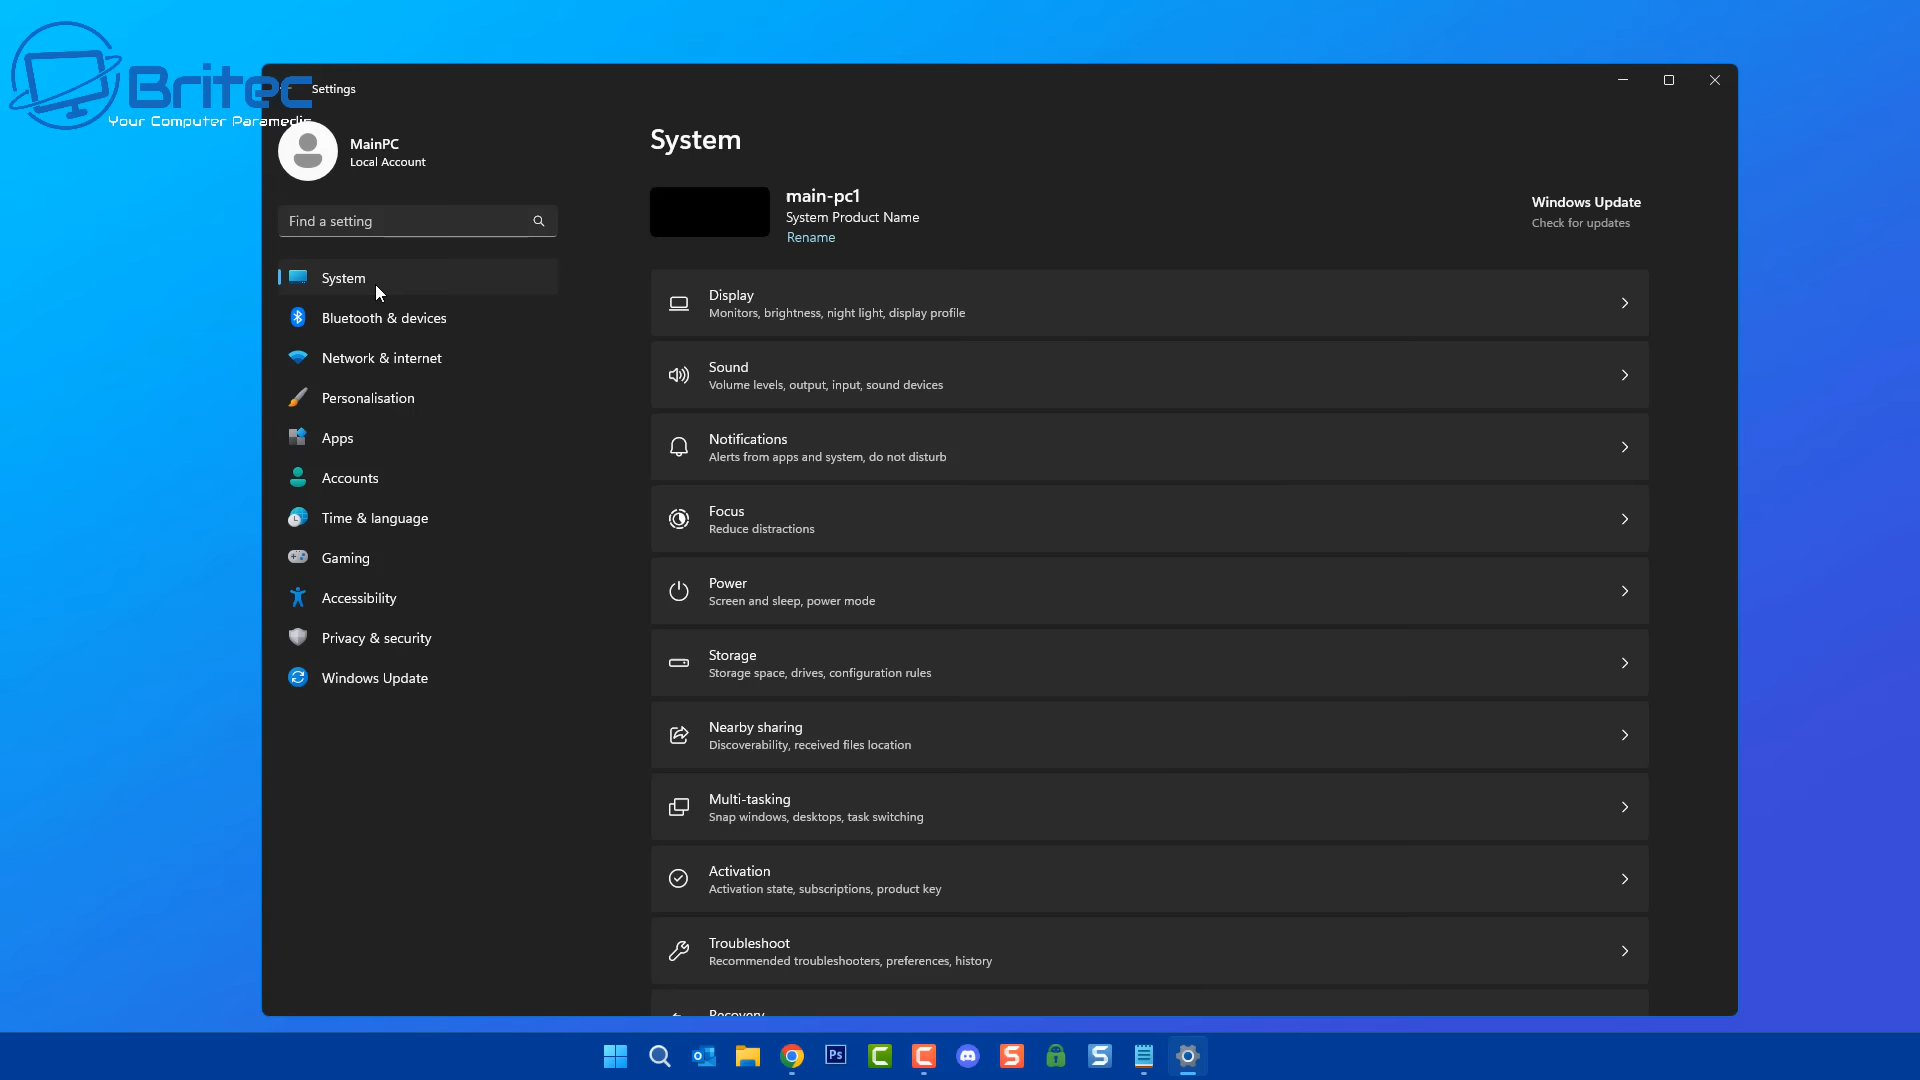 Britec
Your Computer Paramedic
Settings
MainPC
Local Account
Find a setting
System
Bluetooth & devices
Network & internet
Personalisation
Apps
Accounts
Time & language
Gaming
Accessibility
Privacy & security
Windows Update
System
main-pc1
System Product Name
Rename
Windows Update
Check for updates
Display
Monitors, brightness, night light, display profile
Sound
Volume levels, output, input, sound devices
Notifications
Alerts from apps and system, do not disturb
Focus
Reduce distractions
Power
Screen and sleep, power mode
Storage
Storage space, drives, configuration rules
Nearby sharing
Discoverability, received files location
Multi-tasking
Snap windows, desktops, task switching
Activation
Activation state, subscriptions, product key
Troubleshoot
Recommended troubleshooters, preferences, history
Recovery
Ps